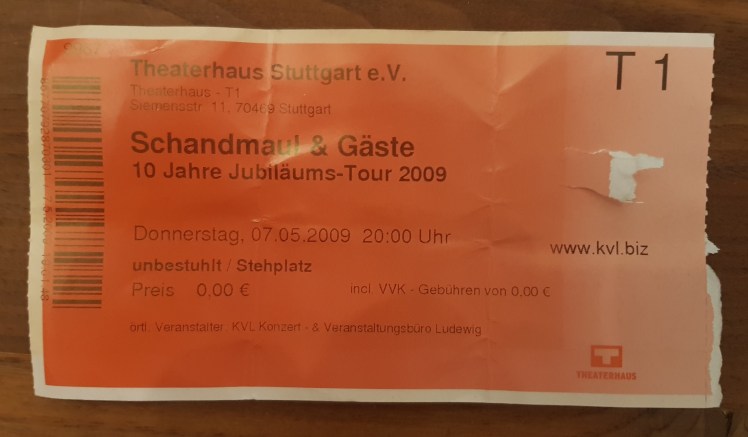 Theaterhaus Stuttgart e.V.
Theaterhaus - T1
Siemensstr. 11, 70469 Stuttgart
T 1
Schandmaul & Gäste
10 Jahre Jubiläums-Tour 2009
Donnerstag, 07.05.2009 20:00 Uhr
www.kvl.biz
unbestuhlt / Stehplatz
Preis 0,00 €
incl. VVK - Gebühren von 0,00 €
örtl. Veranstalter KVL Konzert - & Veranstaltungsbüro Ludewig
THEATERHAUS